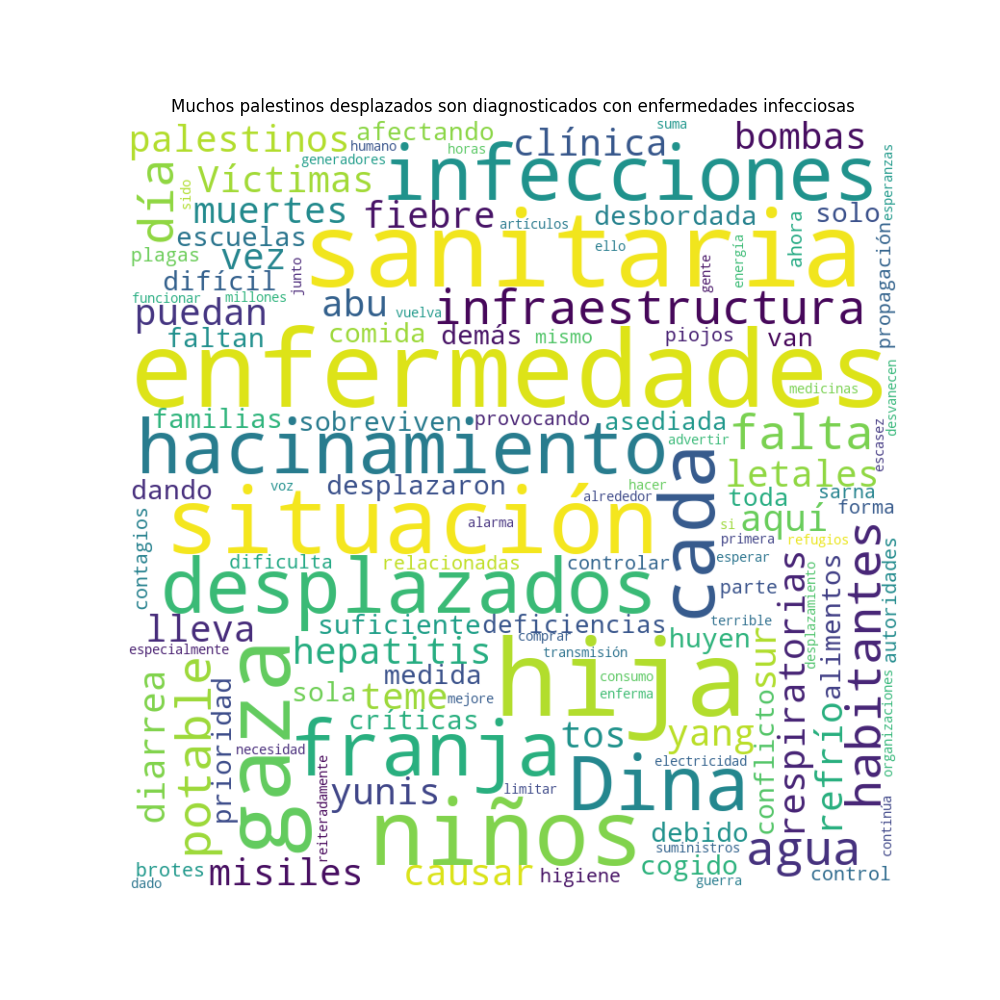 Muchos palestinos desplazados son diagnosticados con enfermedades infecciosas
suma
palestinos
afectando
clínica
bombas
humano
horas
generadores
infecciones
esperanzas
día
sido
Víctimas
muertes
fiebre
artículos
desbordada
solo
escuelas
sanitaria
ello
ahora
propagación
plagas
vez
junto
gente
energía
difícil
funcionar
millones
abu
vuelva
infraestructura
puedan
faltan
comida
demás
mismo
piojos
van
enfermedades
medicinas
desvanecen
familias
sobreviven
provocando
asediada
falta
advertir
escasez
hacinamiento
cada
letales
dando
voz
desplazaron
hacer
alrededor
toda
sarna
forma
situación
alarma
si
aquí
contagios
primera
refugios
habitantes
dificulta
relacionadas
controlar
esperar
autoridades
desplazados
parte
respiratorias
desplazamiento
alimentos
lleva
suficiente
deficiencias
terrible
comprar
huyen
sur
especialmente
gaza
hepatitis
hija
transmisión
potable
medida
consumo
enferma
diarrea
prioridad
sola
teme
mejore
organizaciones
críticas
franja
tos
yang
conflicto
refrío
necesidad
electricidad
reiteradamente
yunis
limitar
Dina
niños
debido
suministros
agua
continúa
brotes
dado
misiles
causar
higiene
cogido
guerra
control